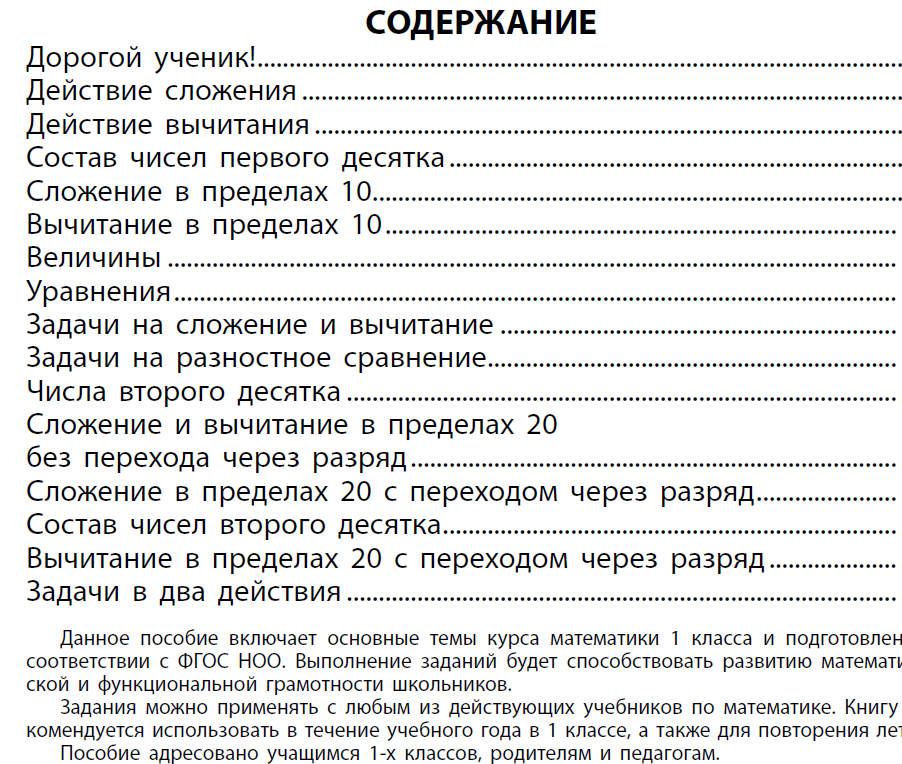 СОДЕРЖАНИЕ
Дорогой ученик!
Действие сложения
Действие вычитания
Состав чисел первого десятка
Сложение в пределах 10
Вычитание в пределах 10
Величины
Уравнения
Задачи на сложение и вычитание
Задачи на разностное сравнение
Числа второго десятка
Сложение и вычитание в пределах 20
без перехода через разряд
Сложение в пределах 20 с переходом через разряд
Состав чисел второго десятка
Вычитание в пределах 20 с переходом через разряд
Задачи в два действия
Данное пособие включает основные темы курса математики 1 класса и подготовлен
соответствии с ФГОС НОО. Выполнение заданий будет способствовать развитию математи
ской и функциональной грамотности школьников.
Задания можно применять с любым из действующих учебников по математике. Книгу
комендуется использовать в течение учебного года в 1 классе, а также для повторения лет
Пособие адресовано учащимся 1-х классов, родителям и педагогам.